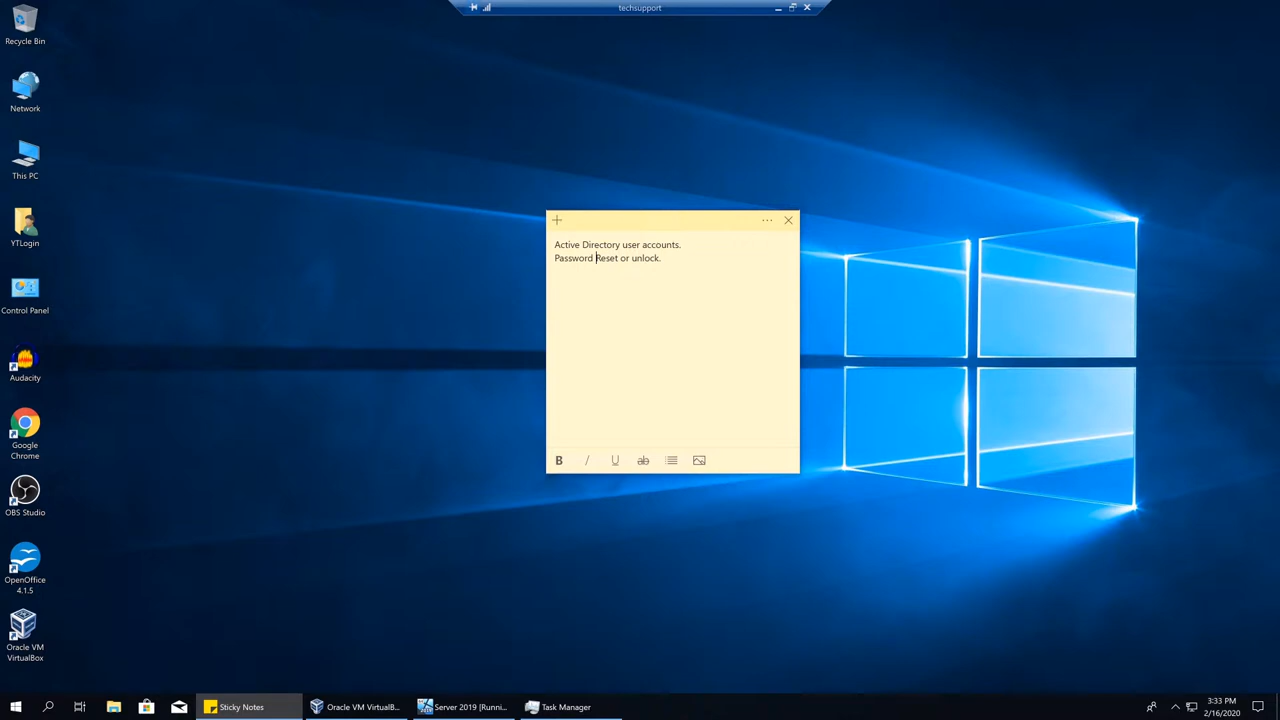 techsupport
Recycle Bin
Network
This PC
YTLogin
Control Panel
Audacity
Google
Chrome
OBS Studio
OpenOffice
4.1.5
Oracle VM
VirtualBox
Active Directory user accounts.
Password Reset or unlock.
B / U ab
Sticky Notes
Oracle VM VirtualB...
Server 2019 [Runni...
Task Manager
3:33 PM
2/16/2020